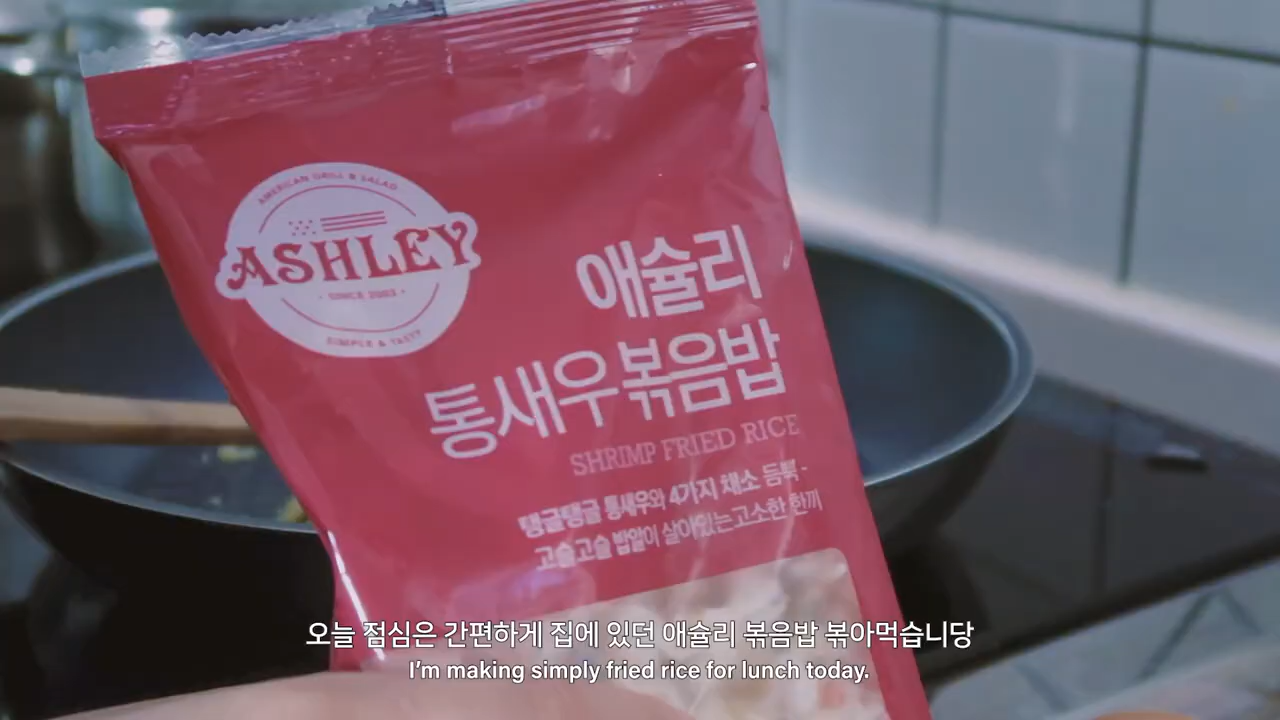 AMERICAN GRILL & SALAD
ASHLEY
· SINCE 2003 ·
SIMPLE & TASTY
애슐리
통새우볶음밥
SHRIMP FRIED RICE
탱글탱글 통새우와 4가지 채소 듬뿍-
고슬고슬 밥알이 살아있는 고소한 한끼
오늘 점심은 간편하게 집에 있던 애슐리 볶음밥 볶아먹습니당
I'm making simply fried rice for lunch today.